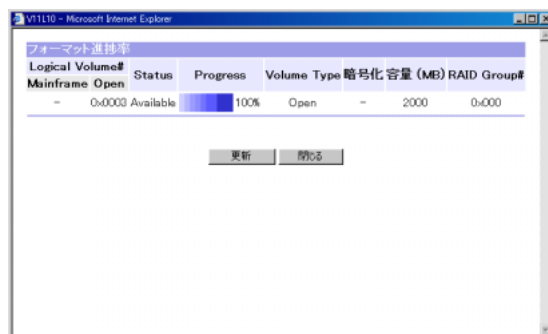 V11L10 - Microsoft Internet Explorer
フォーマット進捗率
Logical Volume# Status Progress Volume Type 暗号化 容量 (MB) RAID Group#
Mainframe Open
- 0x0003 Available 100% Open - 2000 0x000
更新 閉じる